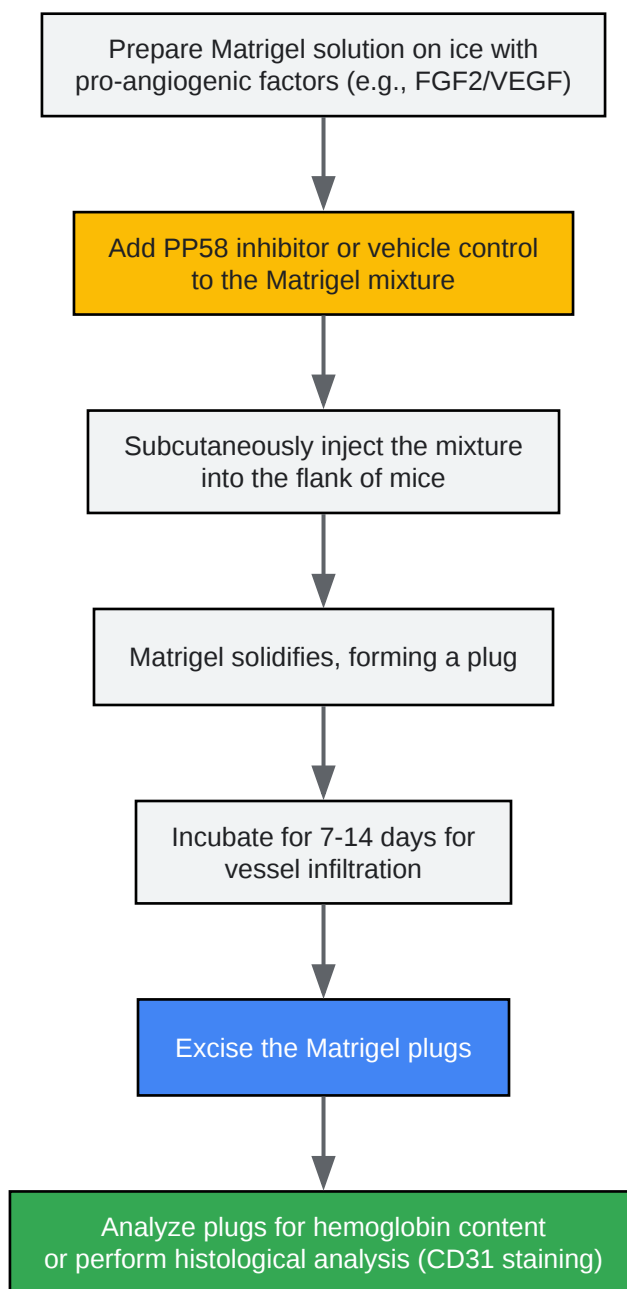 Prepare Matrigel solution on ice with
pro-angiogenic factors (e.g., FGF2/VEGF)
Add PP58 inhibitor or vehicle control
to the Matrigel mixture
Subcutaneously inject the mixture
into the flank of mice
Matrigel solidifies, forming a plug
Incubate for 7-14 days for
vessel infiltration
Excise the Matrigel plugs
Analyze plugs for hemoglobin content
or perform histological analysis (CD31 staining)